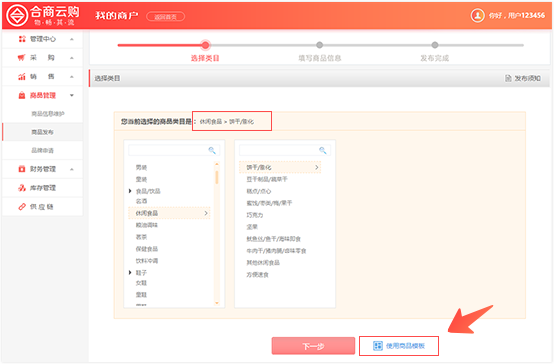 合商云购
物·畅·其·流
我的商户
返回首页
你好，用户123456
管理中心
采 购
销 售
商品管理
商品信息维护
商品发布
品牌申请
财务管理
库存管理
供 应 链
选择类目
填写商品信息
发布完成
选择类目
发布须知
您当前选择的商品类目是：休闲食品 > 饼干/膨化
男装
童装
食品/饮品
名酒
休闲食品
粮油调味
茗茶
保健食品
饮料冲调
鞋子
女鞋
童鞋
饼干/膨化
豆干制品/蔬菜干
糕点/点心
蜜饯/枣类/梅/果干
巧克力
坚果
鱿鱼丝/鱼干/海味即食
牛肉干/猪肉脯/卤味零食
其他休闲食品
方便速食
下一步
使用商品模板